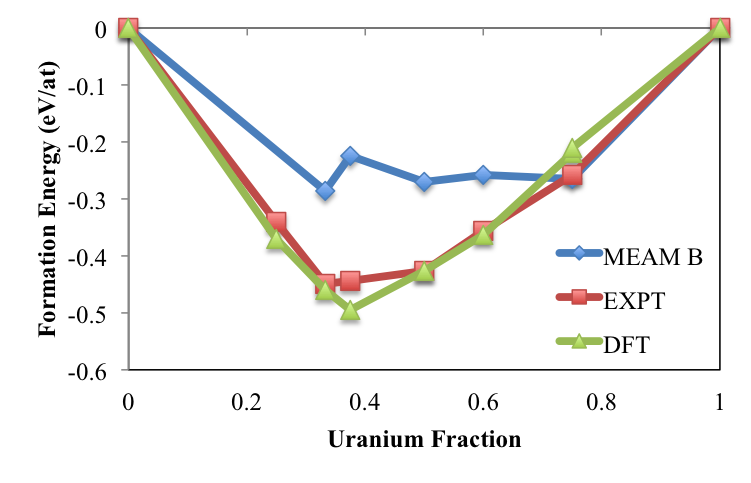 0
-0.1
-0.2
-0.3
-0.4
-0.5
-0.6
Formation Energy (eV/at)
MEAM B
EXPT
DFT
0 0.2 0.4 0.6 0.8 1
Uranium Fraction